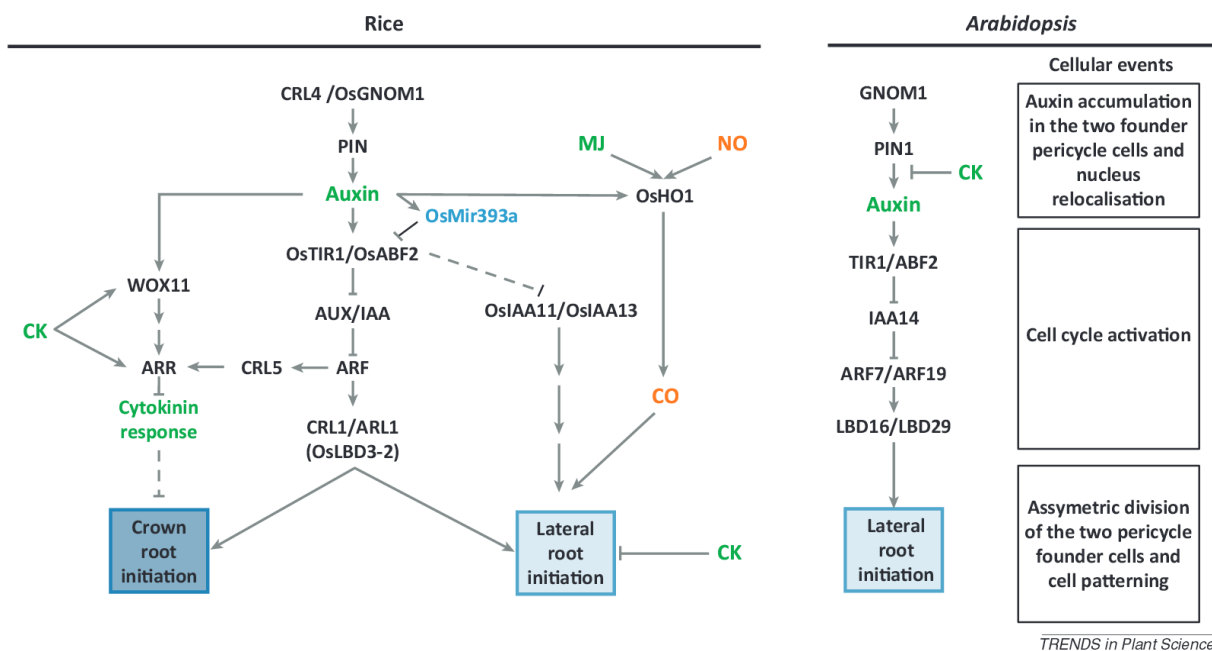 Rice
CRL4 /OsGNOM1
PIN
MJ
NO
Auxin
OsHO1
OsMir393a
OsTIR1/OsABF2
WOX11
OsIAA11/OsIAA13
AUX/IAA
CK
ARR
CRL5
ARF
CO
Cytokinin
response
CRL1/ARL1
(OsLBD3-2)
Crown
root
initiation
Lateral
root
initiation
CK
Arabidopsis
Cellular events
GNOM1
PIN1
CK
Auxin
TIR1/ABF2
IAA14
ARF7/ARF19
LBD16/LBD29
Lateral
root
initiation
Auxin accumulation
in the two founder
pericycle cells and
nucleus
relocalisation
Cell cycle activation
Assymetric division
of the two pericycle
founder cells and
cell patterning
TRENDS in Plant Science